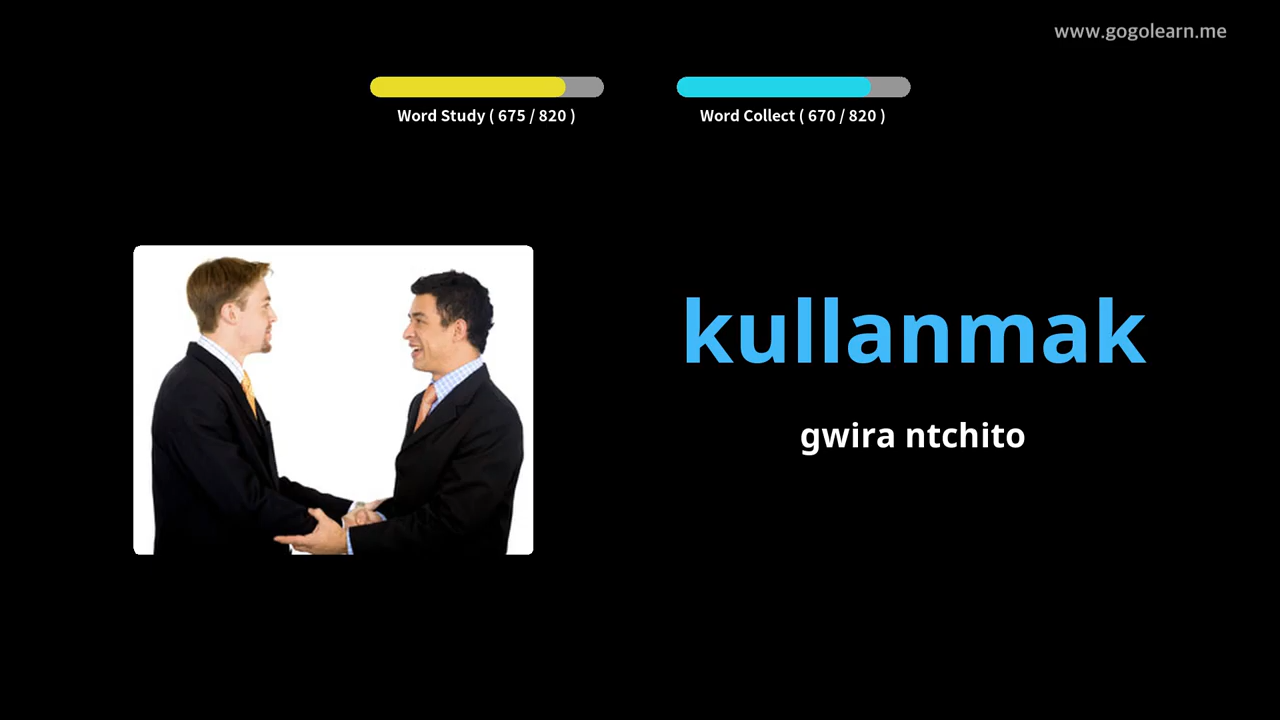 www.gogolearn.me
Word Study ( 675 / 820 )
Word Collect ( 670 / 820 )
kullanmak
gwira ntchito